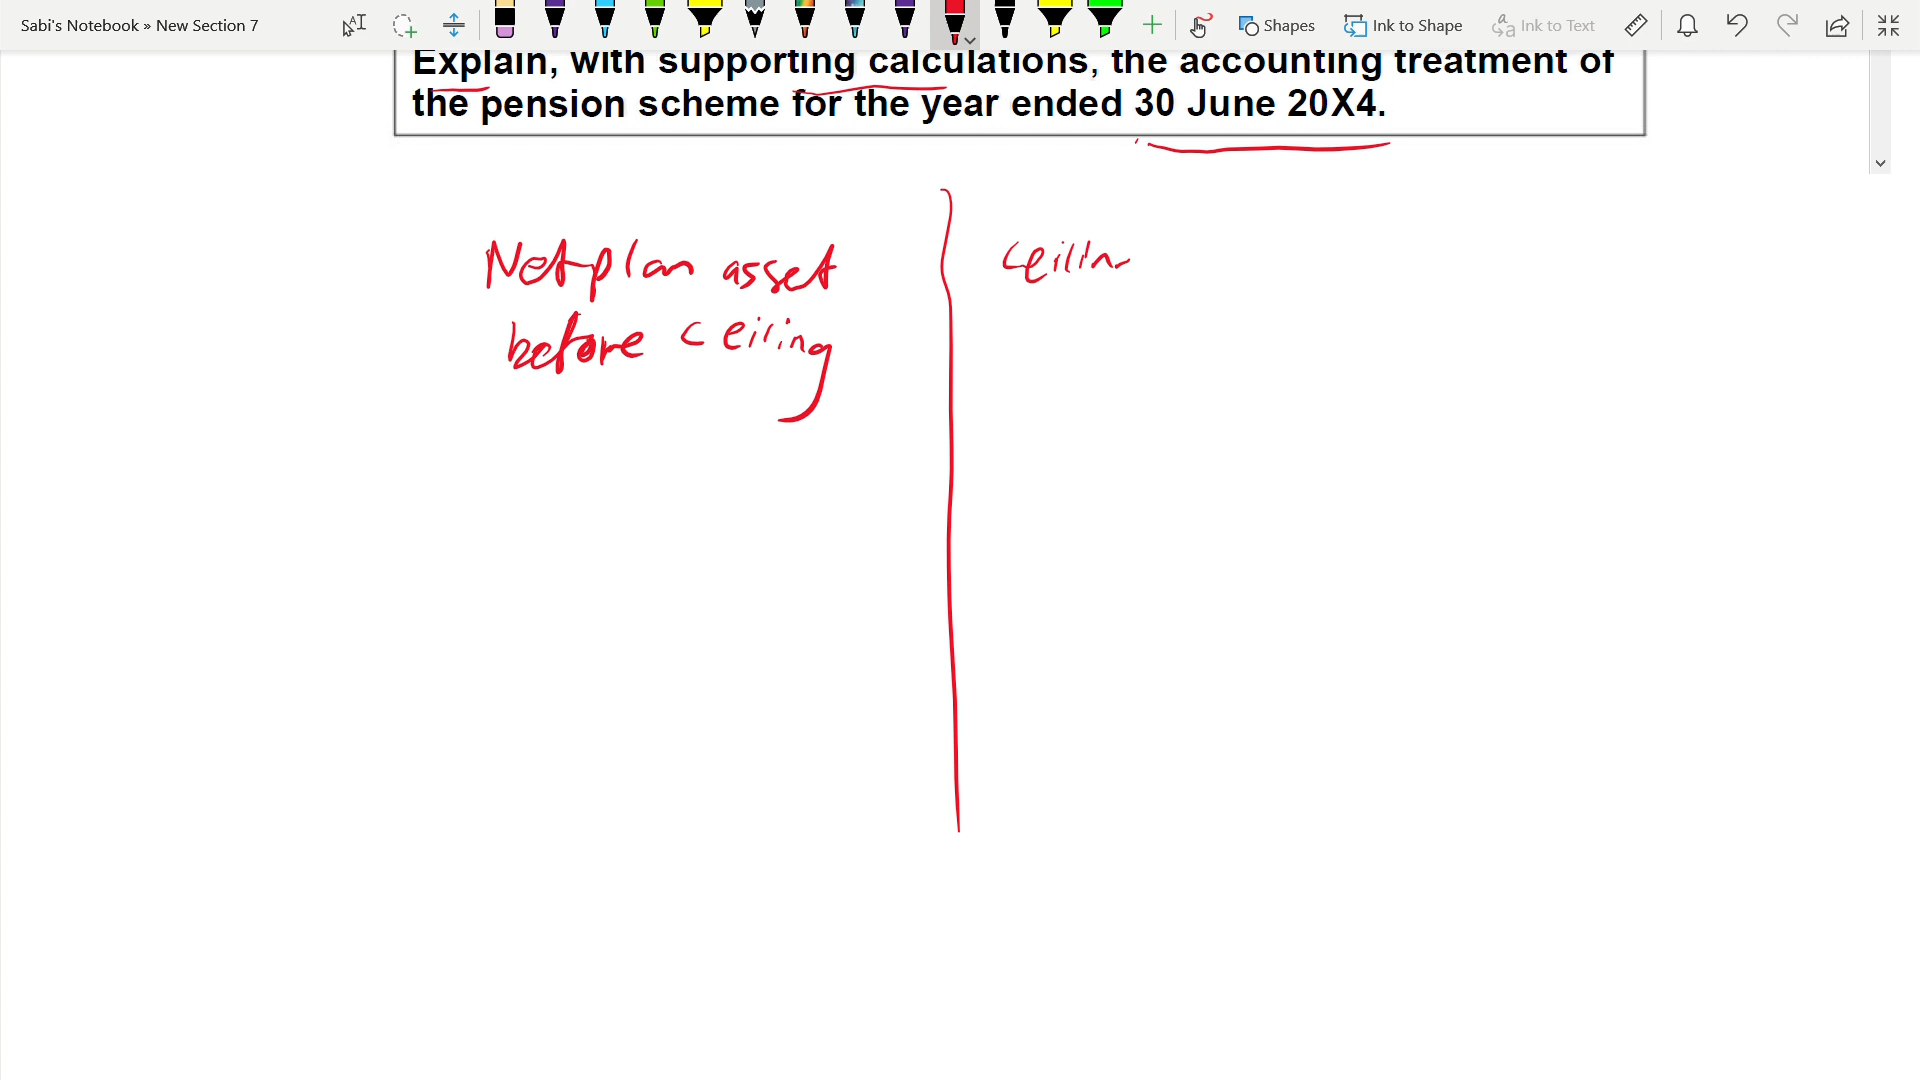 Sabi's Notebook » New Section 7
Shapes
Ink to Shape
Ink to Text
Explain, with supporting calculations, the accounting treatment of
the pension scheme for the year ended 30 June 20X4.
Net plan asset
before ceiling
ceilin